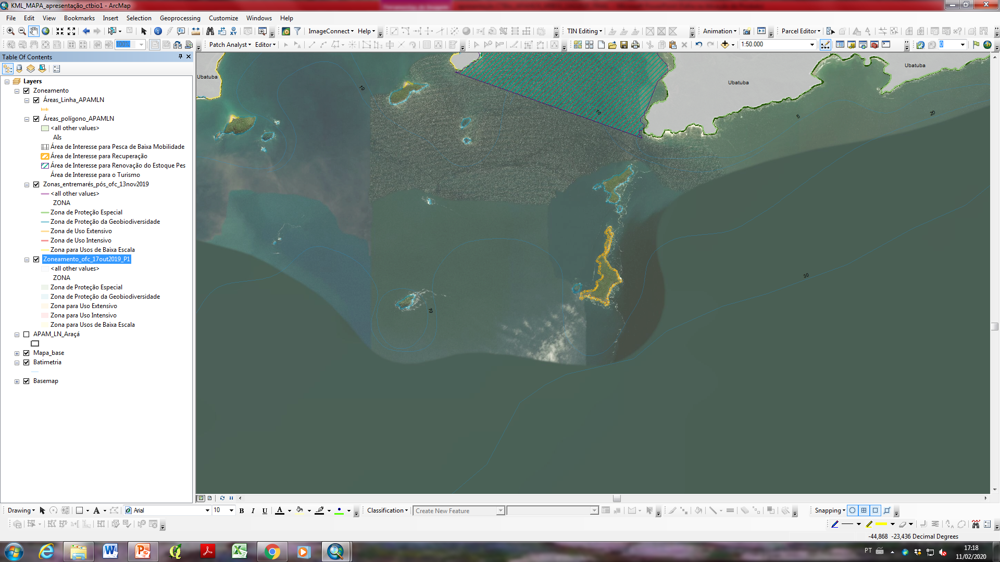 KML_MAPA_apresentação_ctbio1 - ArcMap
File Edit View Bookmarks Insert Selection Geoprocessing Customize Windows Help
ImageConnect Help TIN Editing Animation Parcel Editor
100% Patch Analyst Editor 1:50.000 0
Table Of Contents
Layers
Zoneamento
Áreas_Linha_APAMLN
Áreas_polígono_APAMLN
<all other values>
AIs
Área de Interesse para Pesca de Baixa Mobilidade
Área de Interesse para Recuperação
Área de Interesse para Renovação do Estoque Pes
Área de Interesse para o Turismo
Zonas_entremarés_pós_ofc_13nov2019
<all other values>
ZONA
Zona de Proteção Especial
Zona de Proteção da Geobiodiversidade
Zona de Uso Extensivo
Zona de Uso Intensivo
Zona para Usos de Baixa Escala
Zoneamento_ofc_17out2019_P1
<all other values>
ZONA
Zona de Proteção Especial
Zona de Proteção da Geobiodiversidade
Zona para Uso Extensivo
Zona para Uso Intensivo
Zona para Usos de Baixa Escala
APAM_LN_Araçá
Mapa_base
Batimetria
Basemap
Ubatuba
Ubatuba
Ubatuba
10
10
5
20
30
10
Drawing A Arial 10 B I U A Classification Create New Feature Snapping
-44,868 -23,436 Decimal Degrees
PT
17:18
11/02/2020